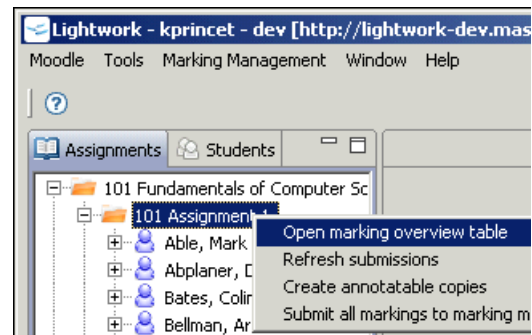 Lightwork - kprincet - dev [http://lightwork-dev.mas
Moodle Tools Marking Management Window Help
Assignments Students
101 Fundamentals of Computer Sc
101 Assignment 1
Able, Mark
Open marking overview table
Abplaner, D
Refresh submissions
Bates, Colin
Create annotatable copies
Bellman, Ar
Submit all markings to marking m